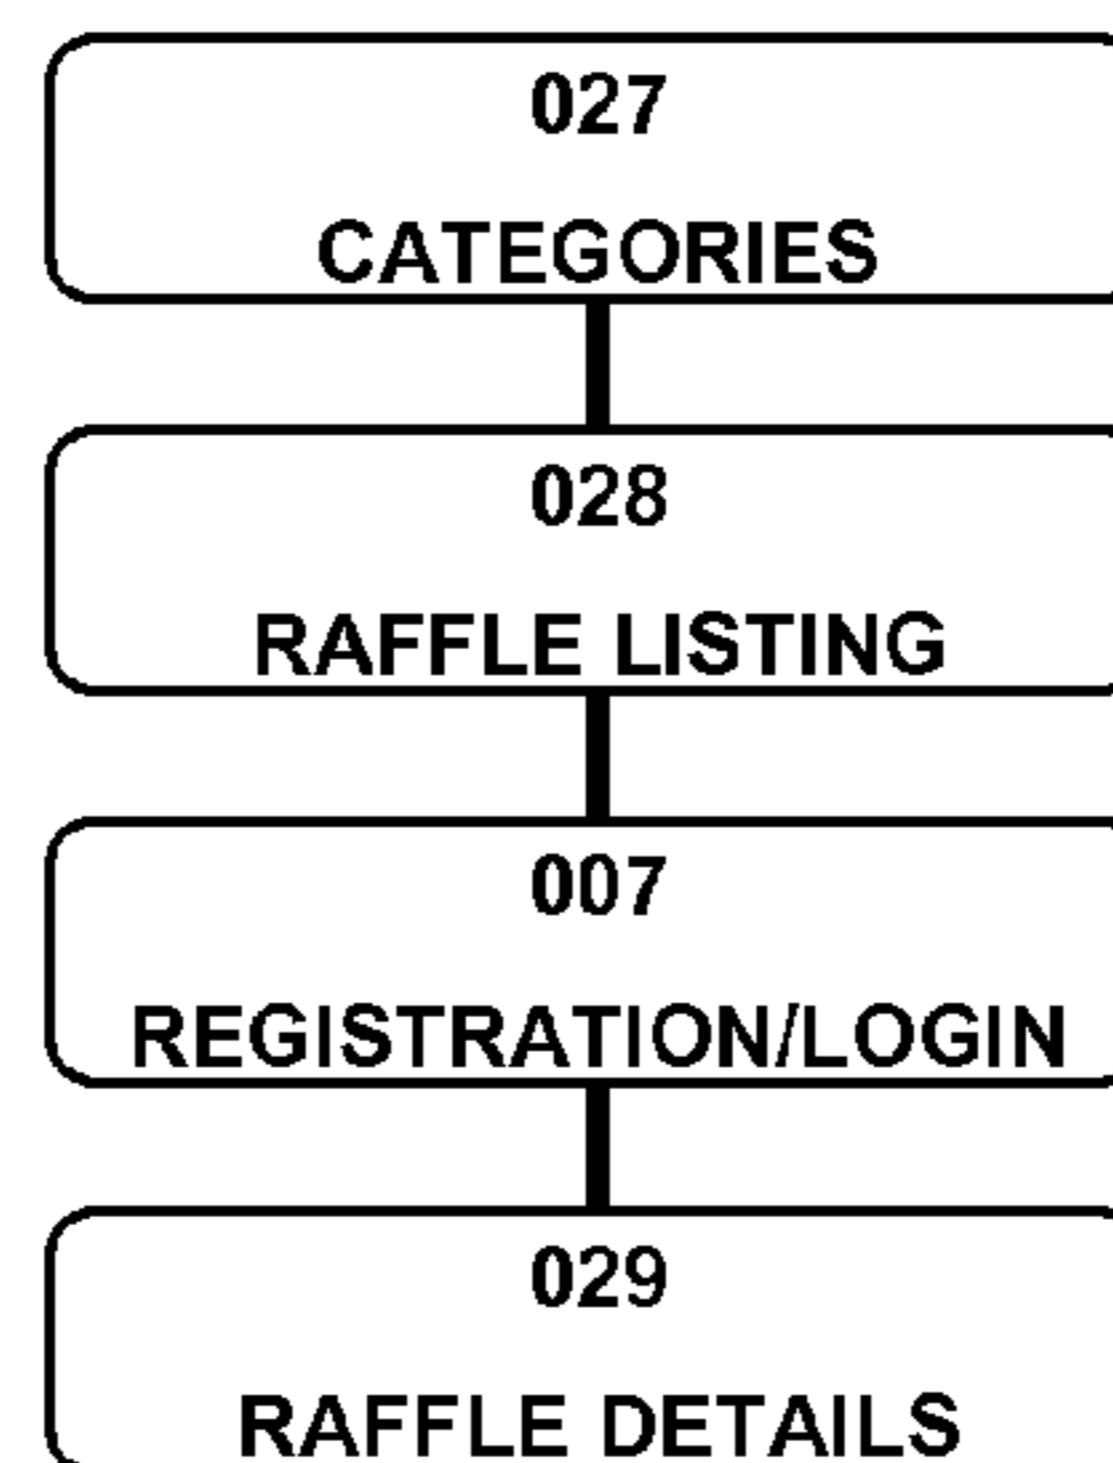 027
CATEGORIES
028
RAFFLE LISTING
007
REGISTRATION/LOGIN
029
RAFFLE DETAILS